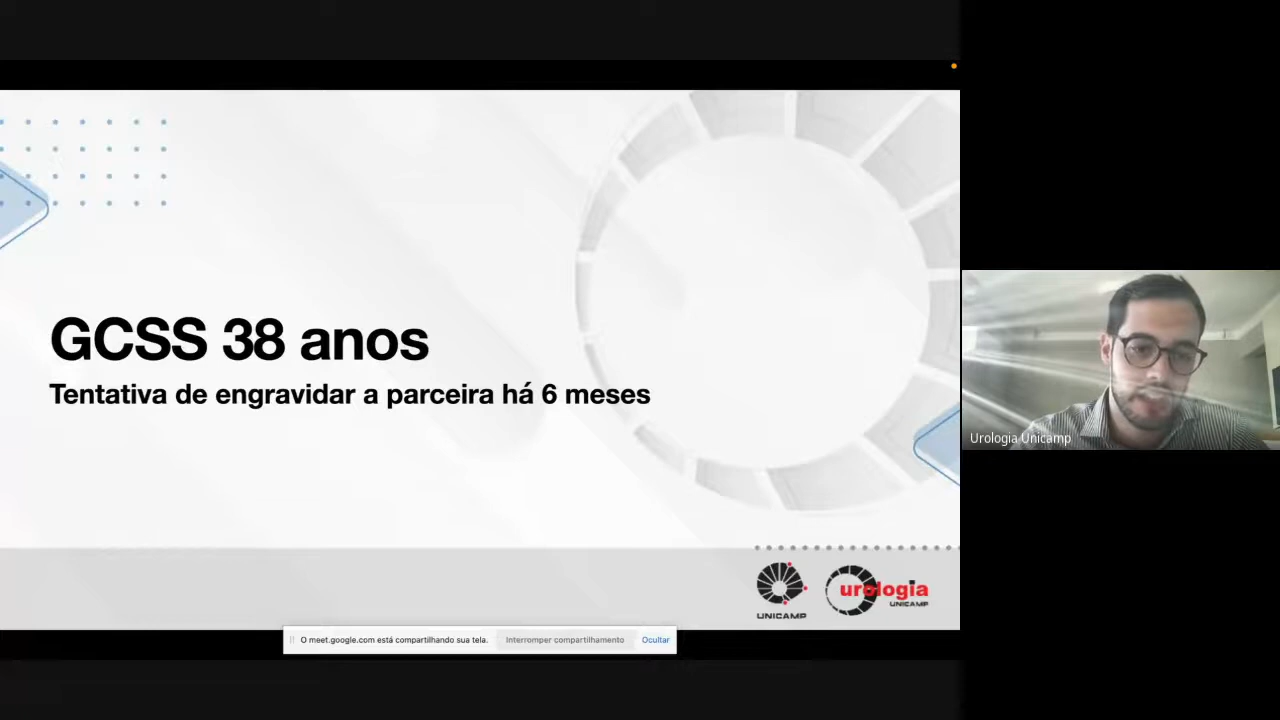 GCSS 38 anos
Tentativa de engravidar a parceira há 6 meses
UNICAMP
urologia
UNICAMP
O meet.google.com está compartilhando sua tela.
Interromper compartilhamento
Ocultar
Urologia Unicamp